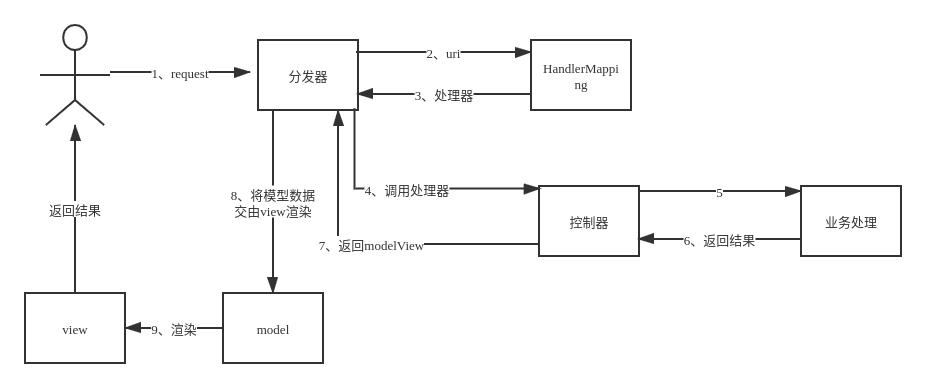 1、request
分发器
2、uri
HandlerMappi
ng
3、处理器
8、将模型数据
交由view渲染
4、调用处理器
控制器
5
业务处理
6、返回结果
7、返回modelView
返回结果
view
9、渲染
model